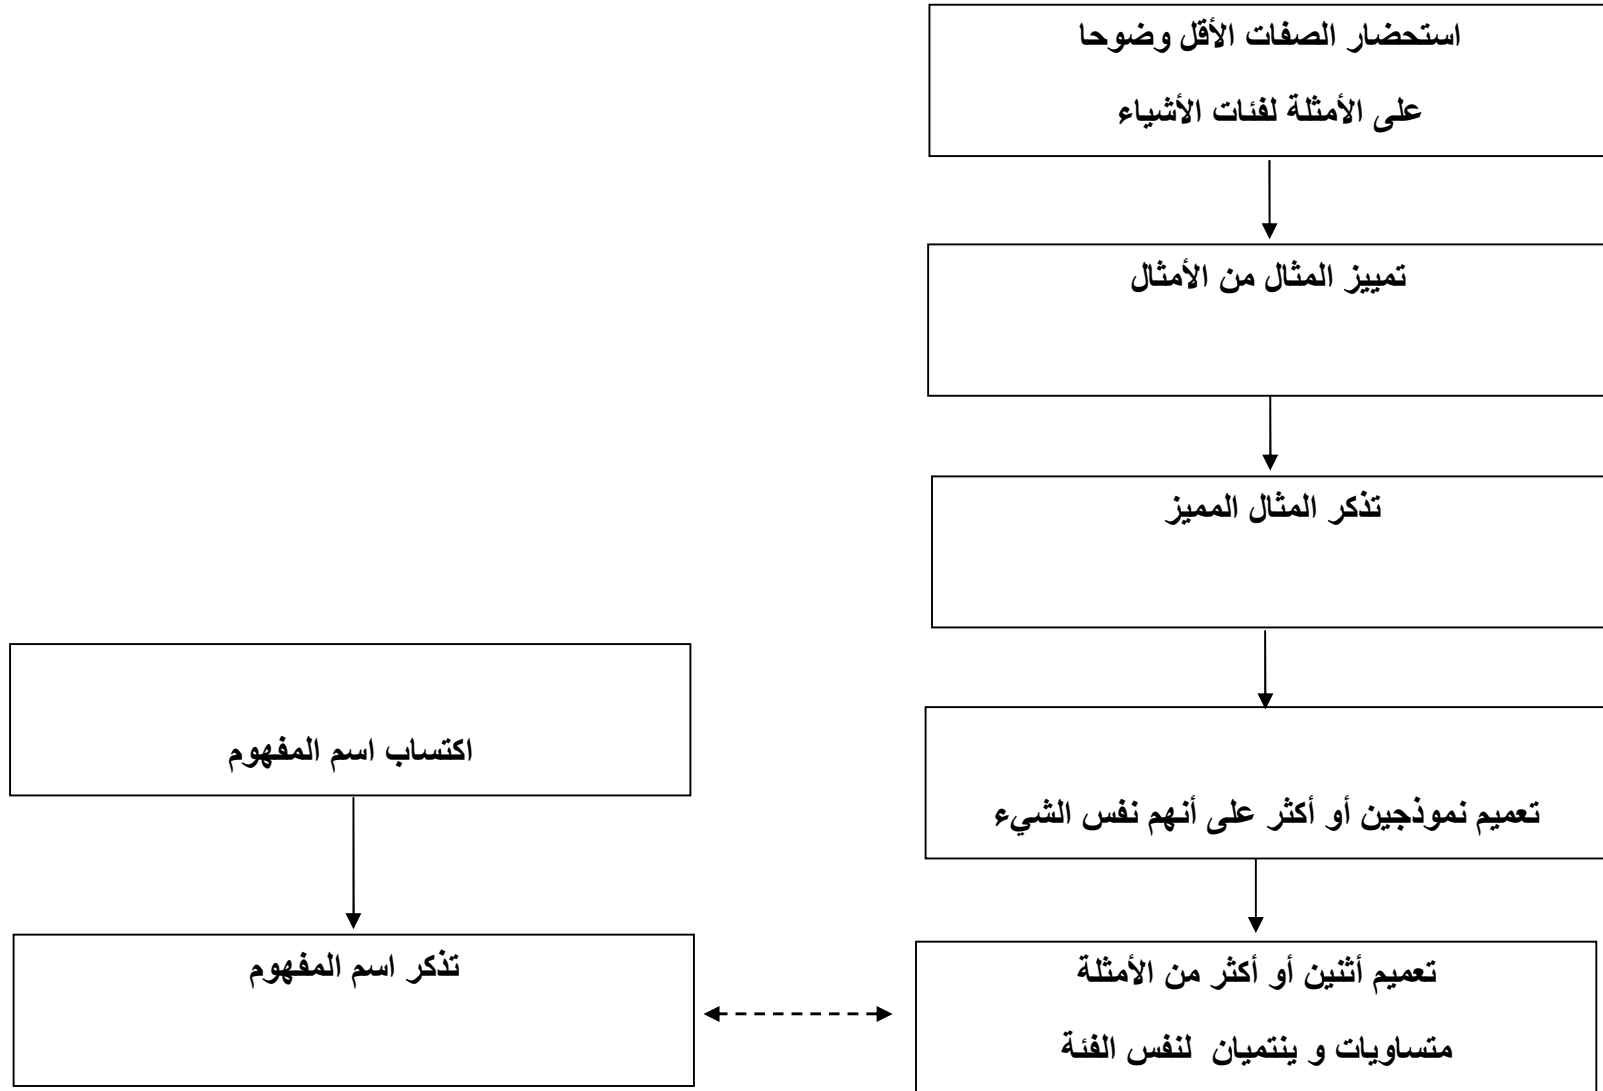 استحضار الصفات الأقل وضوحا
على الأمثلة لفئات الأشياء
تمييز المثال من الأمثال
تذكر المثال المميز
تعميم نموذجين أو أكثر على أنهم نفس الشيء
تعميم أثنين أو أكثر من الأمثلة
متساويات و ينتميان لنفس الفئة
اكتساب اسم المفهوم
تذكر اسم المفهوم